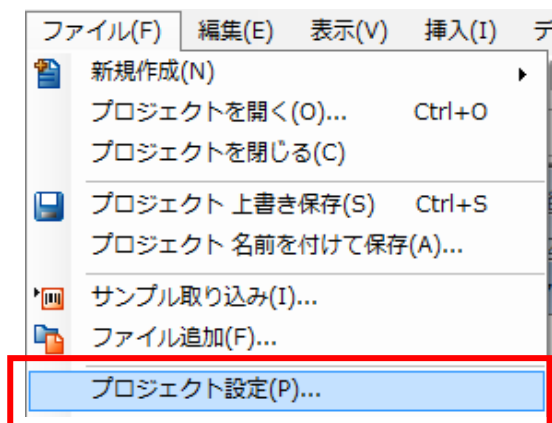 ファイル(F) 編集(E) 表示(V) 挿入(I)
新規作成(N)
プロジェクトを開く(O)... Ctrl+O
プロジェクトを閉じる(C)
プロジェクト 上書き保存(S) Ctrl+S
プロジェクト 名前を付けて保存(A)...
サンプル取り込み(I)...
ファイル追加(F)...
プロジェクト設定(P)...